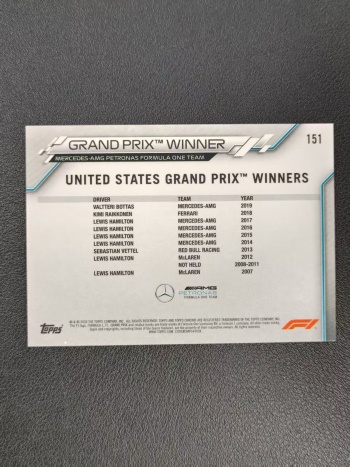 GRAND PRIX™ WINNER
151
MERCEDES-AMG PETRONAS FORMULA ONE TEAM
UNITED STATES GRAND PRIX™ WINNERS
DRIVER TEAM YEAR
VALTTERI BOTTAS MERCEDES-AMG 2019
KIMI RAIKKONEN FERRARI 2018
LEWIS HAMILTON MERCEDES-AMG 2017
LEWIS HAMILTON MERCEDES-AMG 2016
LEWIS HAMILTON MERCEDES-AMG 2015
LEWIS HAMILTON MERCEDES-AMG 2014
SEBASTIAN VETTEL RED BULL RACING 2013
LEWIS HAMILTON McLAREN 2012
NOT HELD 2008-2011
LEWIS HAMILTON McLAREN 2007
AMG
PETRONAS
FORMULA ONE TEAM
Topps
F1